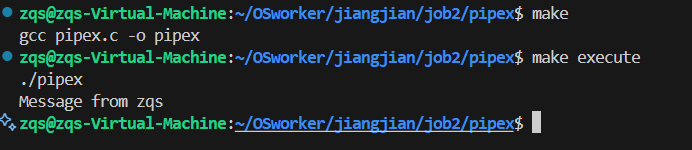 zqs@zqs-Virtual-Machine:~/OSworker/jiangjian/job2/pipex$ make
gcc pipex.c -o pipex
zqs@zqs-Virtual-Machine:~/OSworker/jiangjian/job2/pipex$ make execute
./pipex
Message from zqs
zqs@zqs-Virtual-Machine:~/OSworker/jiangjian/job2/pipex$